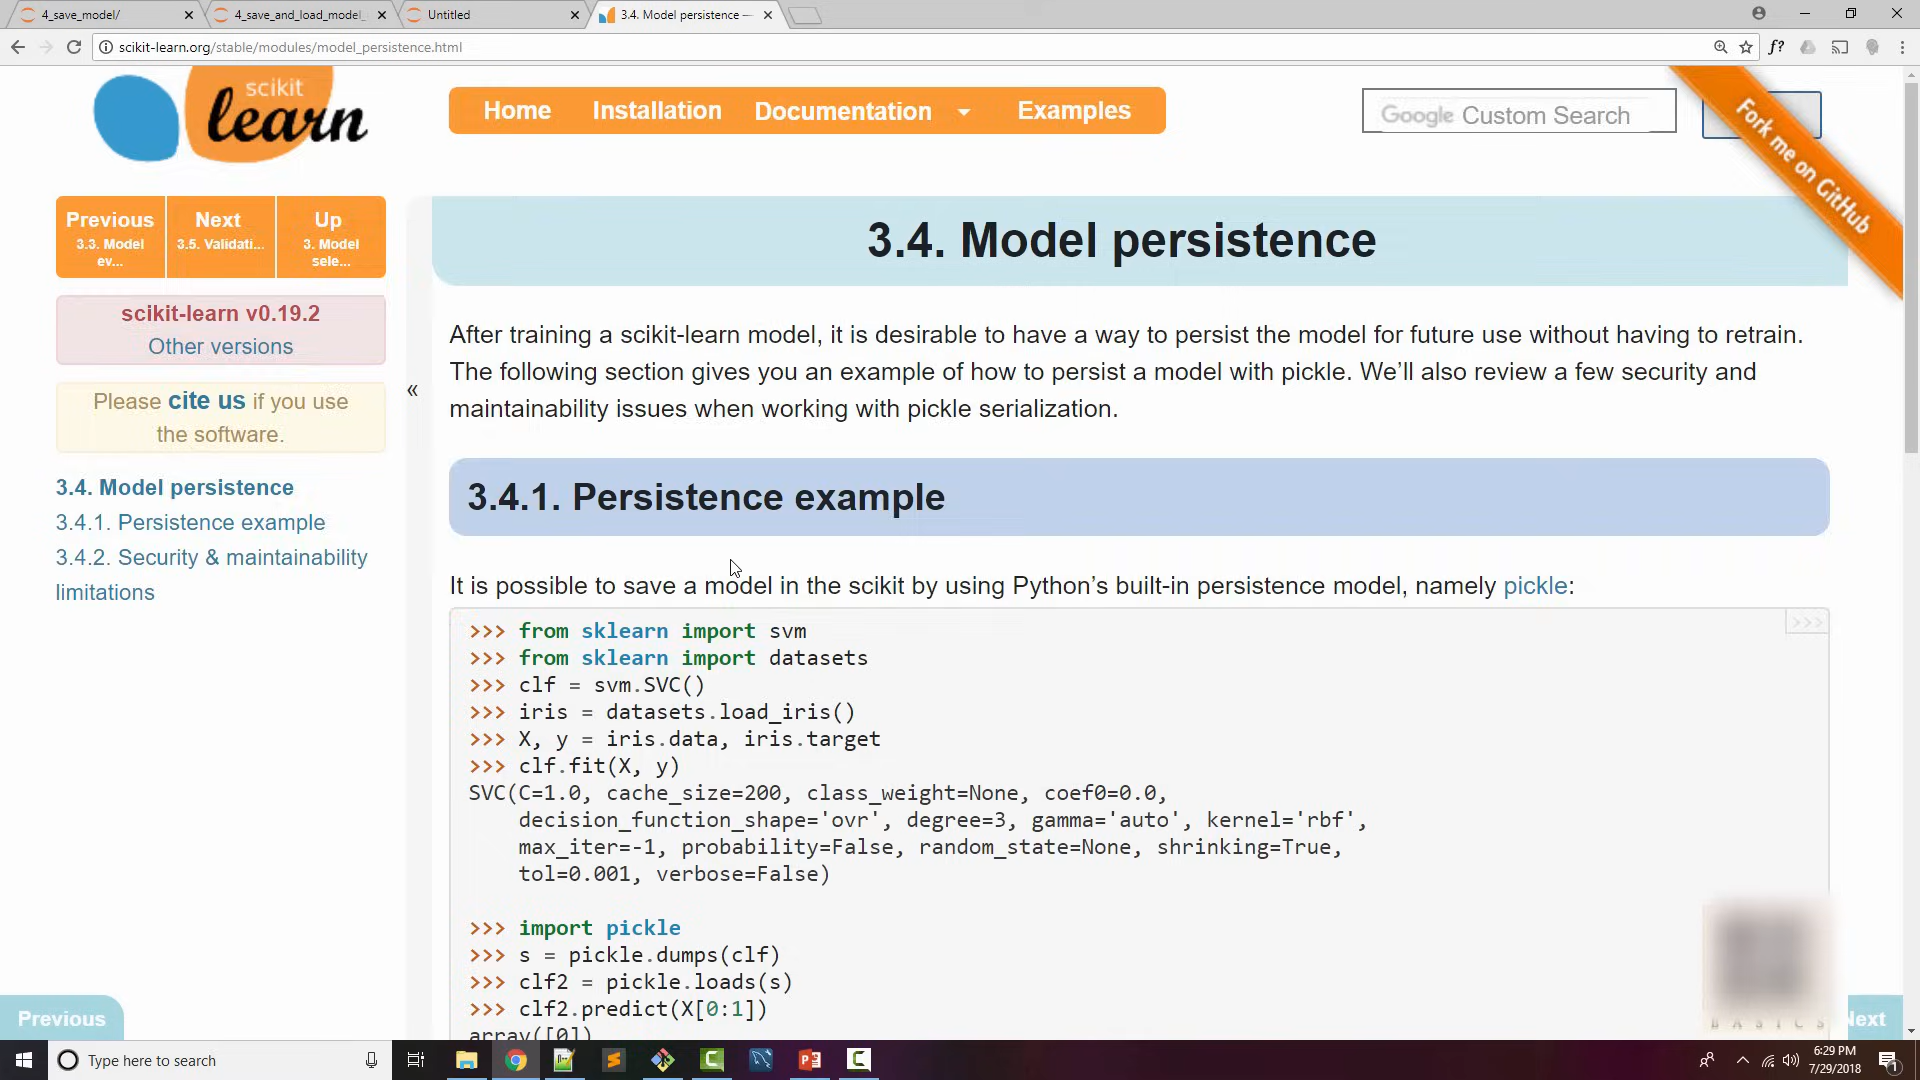 4_save_model/
4_save_and_load_model_
Untitled
3.4. Model persistence —
scikit-learn.org/stable/modules/model_persistence.html
f?
scikit
learn
Home
Installation
Documentation
Examples
Google Custom Search
Fork me on GitHub
Previous
3.3. Model
ev...
Next
3.5. Validati...
Up
3. Model
sele...
scikit-learn v0.19.2
Other versions
Please cite us if you use
the software.
3.4. Model persistence
3.4.1. Persistence example
3.4.2. Security & maintainability
limitations
«
3.4. Model persistence
After training a scikit-learn model, it is desirable to have a way to persist the model for future use without having to retrain.
The following section gives you an example of how to persist a model with pickle. We’ll also review a few security and
maintainability issues when working with pickle serialization.
3.4.1. Persistence example
It is possible to save a model in the scikit by using Python’s built-in persistence model, namely pickle:
>>>
>>> from sklearn import svm
>>> from sklearn import datasets
>>> clf = svm.SVC()
>>> iris = datasets.load_iris()
>>> X, y = iris.data, iris.target
>>> clf.fit(X, y)
SVC(C=1.0, cache_size=200, class_weight=None, coef0=0.0,
decision_function_shape='ovr', degree=3, gamma='auto', kernel='rbf',
max_iter=-1, probability=False, random_state=None, shrinking=True,
tol=0.001, verbose=False)
>>> import pickle
>>> s = pickle.dumps(clf)
>>> clf2 = pickle.loads(s)
>>> clf2.predict(X[0:1])
array([0])
BASICS
Previous
Next
Type here to search
6:29 PM
7/29/2018
1